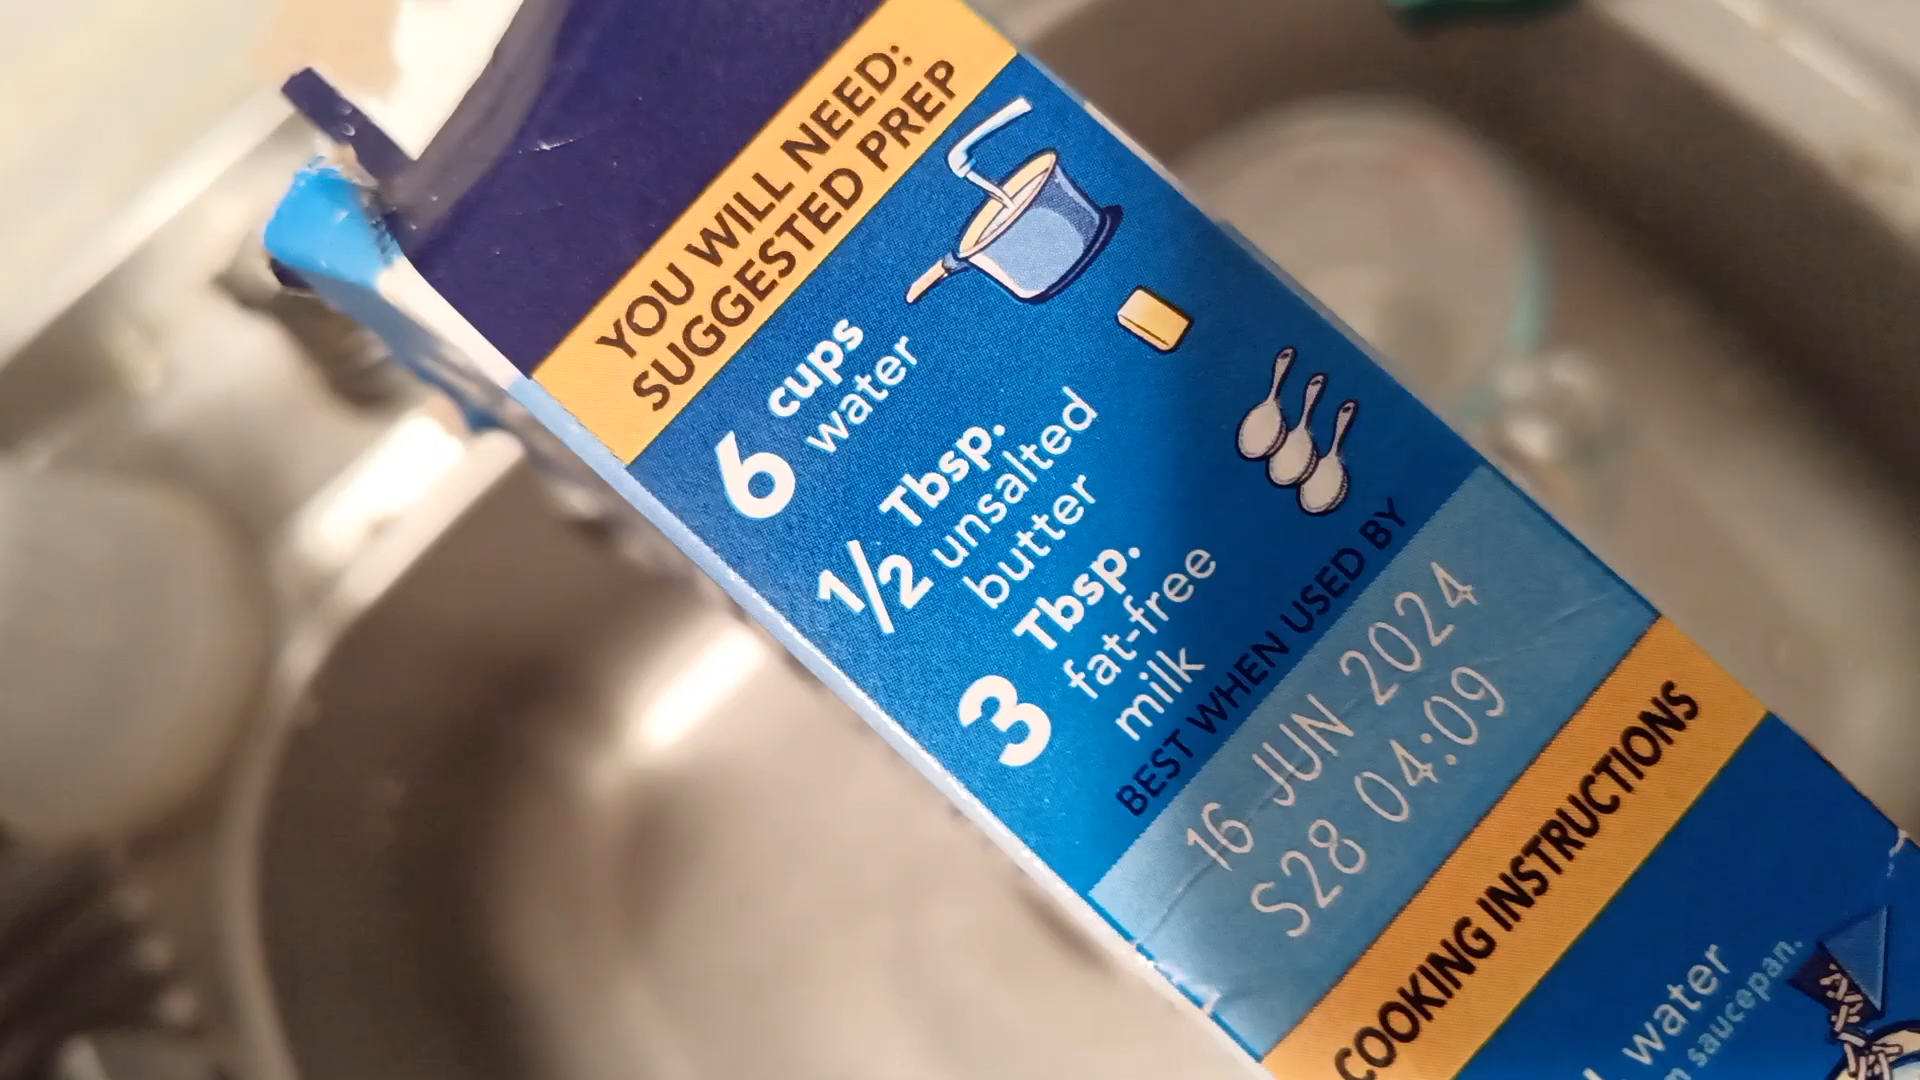 YOU WILL NEED:
SUGGESTED PREP
6 cups
water
1/2 Tbsp.
unsalted
butter
3 Tbsp.
fat-free
milk
BEST WHEN USED BY
16 JUN 2024
S28 04:09
COOKING INSTRUCTIONS
water
saucepan.